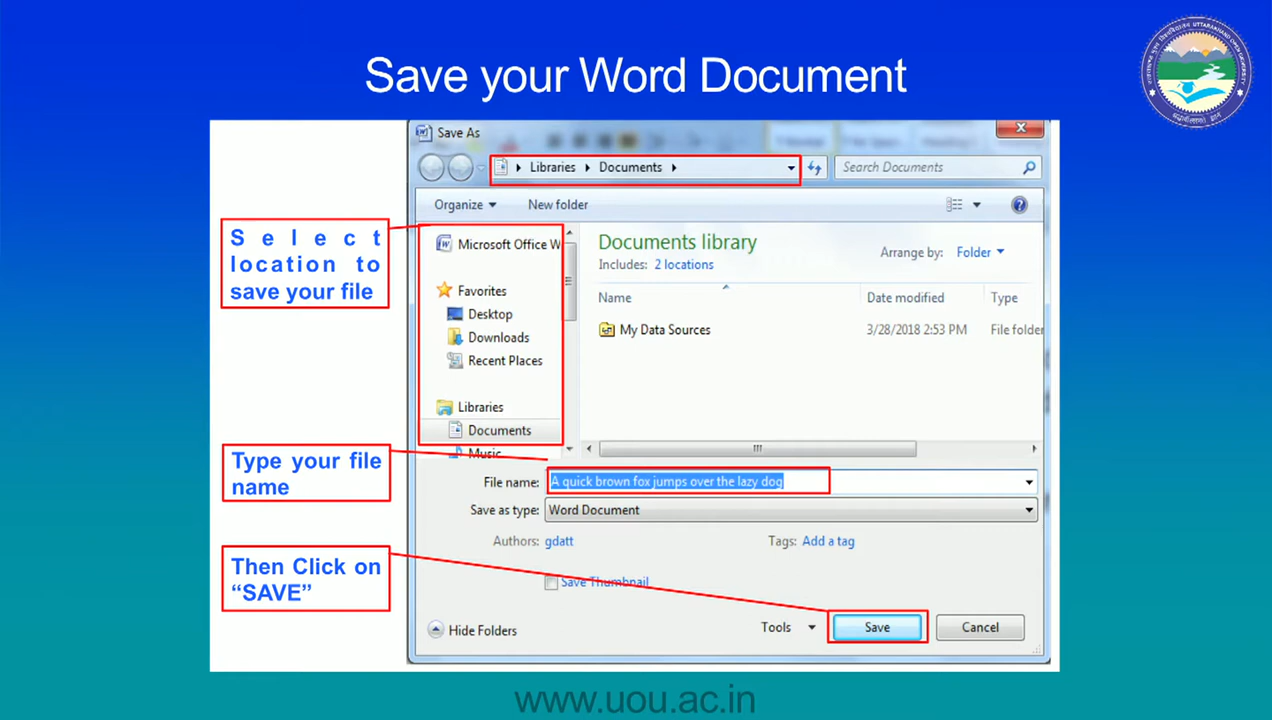 Save your Word Document
UTTARAKHAND OPEN UNIVERSITY
Save As
Libraries
Documents
Search Documents
Organize
New folder
S e l e c t
location to
save your file
Microsoft Office W
Favorites
Desktop
Downloads
Recent Places
Libraries
Documents
Music
Documents library
Includes: 2 locations
Arrange by: Folder
Name
Date modified
Type
My Data Sources
3/28/2018 2:53 PM
File folder
Type your file
name
File name: A quick brown fox jumps over the lazy dog
Save as type: Word Document
Authors: gdatt
Tags: Add a tag
Then Click on
“SAVE”
Save Thumbnail
Hide Folders
Tools
Save
Cancel
www.uou.ac.in